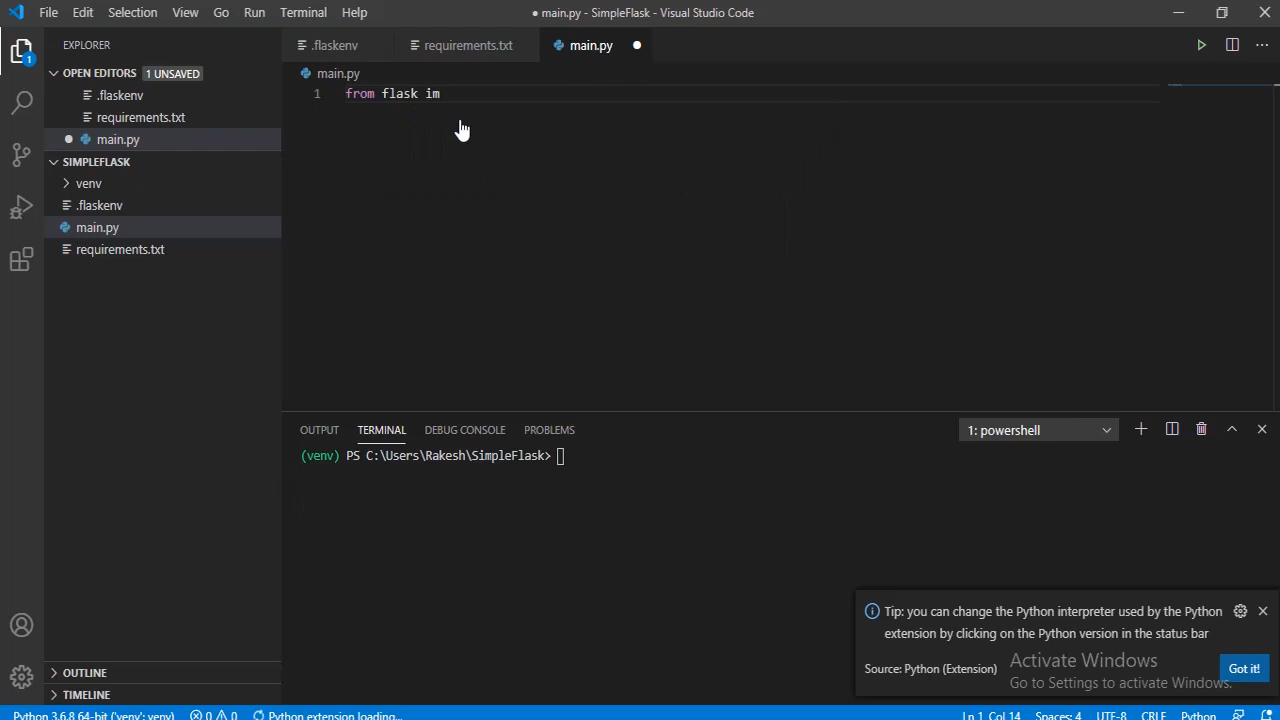 File Edit Selection View Go Run Terminal Help
● main.py - SimpleFlask - Visual Studio Code
EXPLORER
.flaskenv
requirements.txt
main.py
OPEN EDITORS 1 UNSAVED
.flaskenv
requirements.txt
main.py
SIMPLEFLASK
venv
.flaskenv
main.py
requirements.txt
OUTLINE
TIMELINE
main.py
1 from flask im
OUTPUT TERMINAL DEBUG CONSOLE PROBLEMS
1: powershell
(venv) PS C:\Users\Rakesh\SimpleFlask>
Tip: you can change the Python interpreter used by the Python
extension by clicking on the Python version in the status bar
Source: Python (Extension)
Got it!
Activate Windows
Go to Settings to activate Windows.
1
Python 3.6.8 64-bit ('venv': venv) 0 0 Python extension loading... Ln 1, Col 14 Spaces: 4 UTF-8 CRLF Python